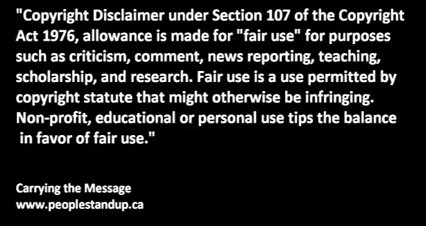 "Copyright Disclaimer under Section 107 of the Copyright
Act 1976, allowance is made for "fair use" for purposes
such as criticism, comment, news reporting, teaching,
scholarship, and research. Fair use is a use permitted by
copyright statute that might otherwise be infringing.
Non-profit, educational or personal use tips the balance
in favor of fair use."
Carrying the Message
www.peoplestandup.ca